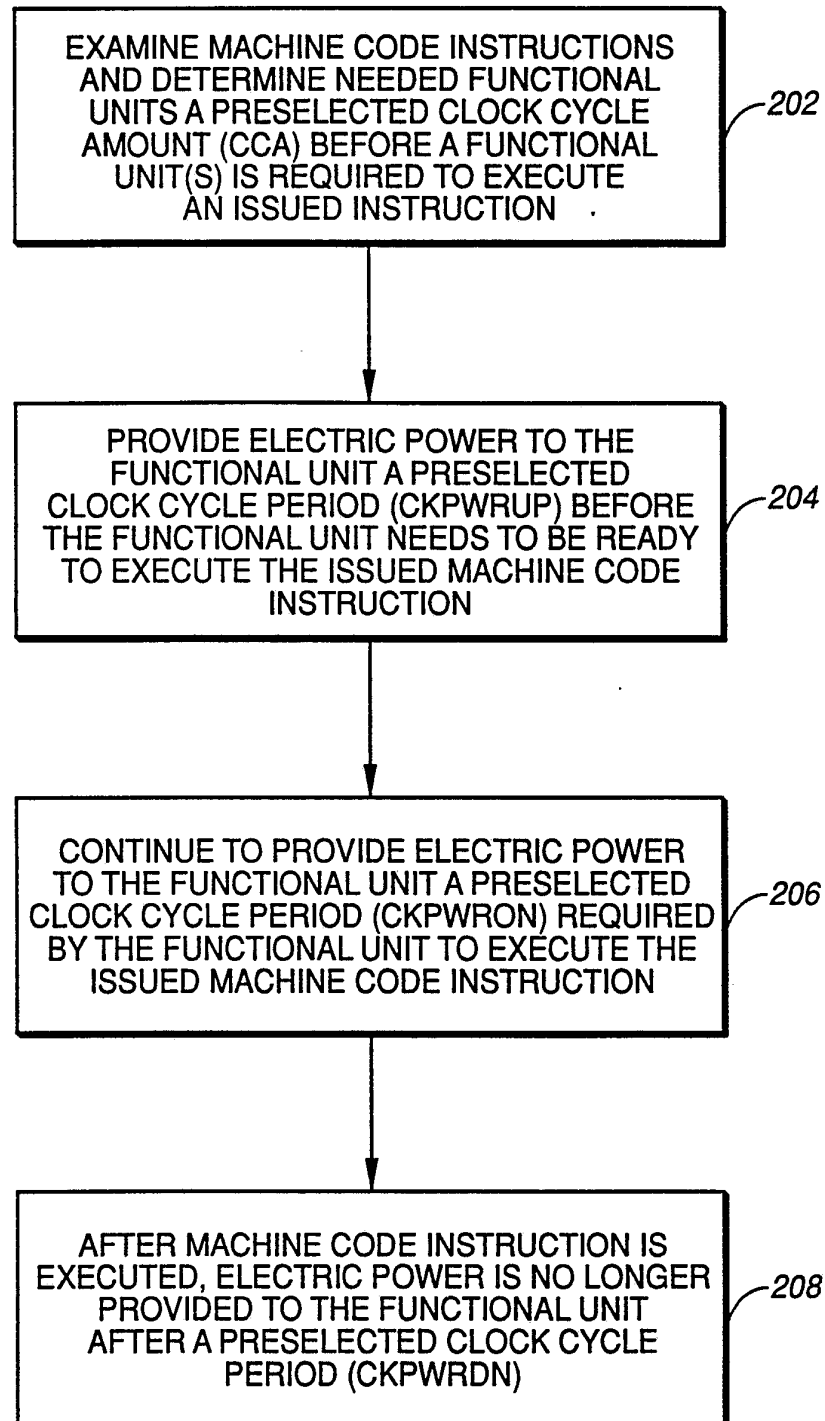 EXAMINE MACHINE CODE INSTRUCTIONS
AND DETERMINE NEEDED FUNCTIONAL
UNITS A PRESELECTED CLOCK CYCLE
AMOUNT (CCA) BEFORE A FUNCTIONAL
UNIT(S) IS REQUIRED TO EXECUTE
AN ISSUED INSTRUCTION
202
PROVIDE ELECTRIC POWER TO THE
FUNCTIONAL UNIT A PRESELECTED
CLOCK CYCLE PERIOD (CKPWRUP) BEFORE
THE FUNCTIONAL UNIT NEEDS TO BE READY
TO EXECUTE THE ISSUED MACHINE CODE
INSTRUCTION
204
CONTINUE TO PROVIDE ELECTRIC POWER
TO THE FUNCTIONAL UNIT A PRESELECTED
CLOCK CYCLE PERIOD (CKPWRON) REQUIRED
BY THE FUNCTIONAL UNIT TO EXECUTE THE
ISSUED MACHINE CODE INSTRUCTION
206
AFTER MACHINE CODE INSTRUCTION IS
EXECUTED, ELECTRIC POWER IS NO LONGER
PROVIDED TO THE FUNCTIONAL UNIT
AFTER A PRESELECTED CLOCK CYCLE
PERIOD (CKPWRDN)
208